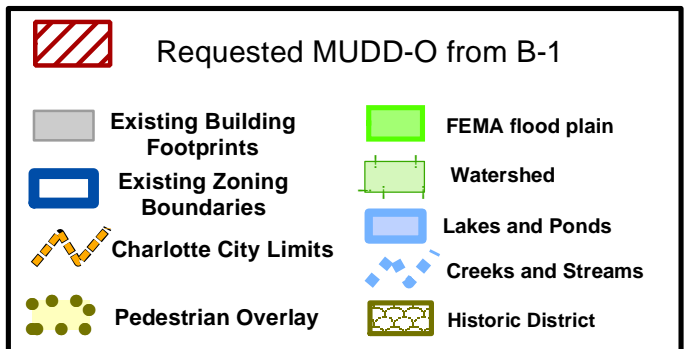 Requested MUDD-O from B-1
Existing Building
Footprints
Existing Zoning
Boundaries
Charlotte City Limits
Pedestrian Overlay
FEMA flood plain
Watershed
Lakes and Ponds
Creeks and Streams
Historic District